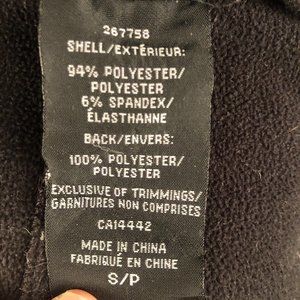 267758
SHELL/EXTÉRIEUR:
94% POLYESTER/
POLYESTER
6% SPANDEX/
ÉLASTHANNE
BACK/ENVERS:
100% POLYESTER/
POLYESTER
EXCLUSIVE OF TRIMMINGS/
GARNITURES NON COMPRISES
CA14442
MADE IN CHINA
FABRIQUÉ EN CHINE
S/P